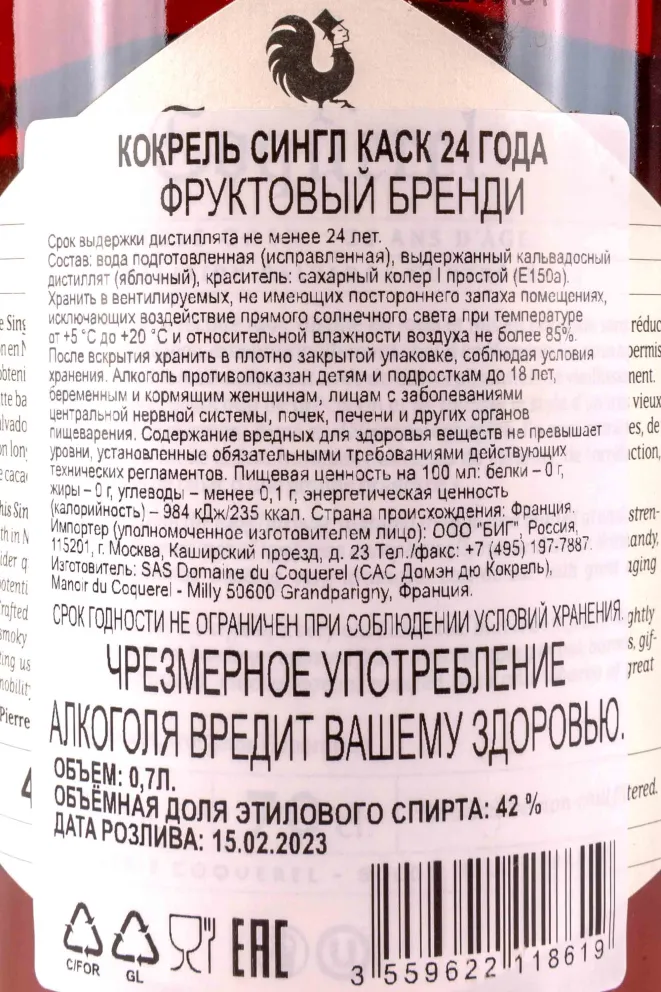 КОКРЕЛЬ СИНГЛ КАСК 24 ГОДА
ФРУКТОВЫЙ БРЕНДИ
Срок выдержки дистиллята не менее 24 лет.
Состав: вода подготовленная (исправленная), выдержанный кальвадосный
дистиллят (яблочный), краситель: сахарный колер I простой (Е150а).
Хранить в вентилируемых, не имеющих постороннего запаха помещениях,
исключающих воздействие прямого солнечного света при температуре
от +5 °С до +20 °С и относительной влажности воздуха не более 85%.
После вскрытия хранить в плотно закрытой упаковке, соблюдая условия
хранения. Алкоголь противопоказан детям и подросткам до 18 лет,
беременным и кормящим женщинам, лицам с заболеваниями
центральной нервной системы, почек, печени и других органов
пищеварения. Содержание вредных для здоровья веществ не превышает
уровни, установленные обязательными требованиями действующих
технических регламентов. Пищевая ценность на 100 мл: белки – 0 г,
жиры – 0 г, углеводы – менее 0,1 г, энергетическая ценность
(калорийность) – 984 кДж/235 ккал. Страна происхождения: Франция.
Импортер (уполномоченное изготовителем лицо): ООО "БИГ", Россия,
115201, г. Москва, Каширский проезд, д. 23 Тел./факс: +7 (495) 197-7887.
Изготовитель: SAS Domaine du Coquerel (САС Домэн дю Кокрель),
Manoir du Coquerel - Milly 50600 Grandparigny, Франция.
СРОК ГОДНОСТИ НЕ ОГРАНИЧЕН ПРИ СОБЛЮДЕНИИ УСЛОВИЙ ХРАНЕНИЯ.
ЧРЕЗМЕРНОЕ УПОТРЕБЛЕНИЕ
АЛКОГОЛЯ ВРЕДИТ ВАШЕМУ ЗДОРОВЬЮ.
ОБЪЕМ: 0,7Л.
ОБЪЁМНАЯ ДОЛЯ ЭТИЛОВОГО СПИРТА: 42 %
ДАТА РОЗЛИВА: 15.02.2023
C/FOR GL EAC
3 559622 118619